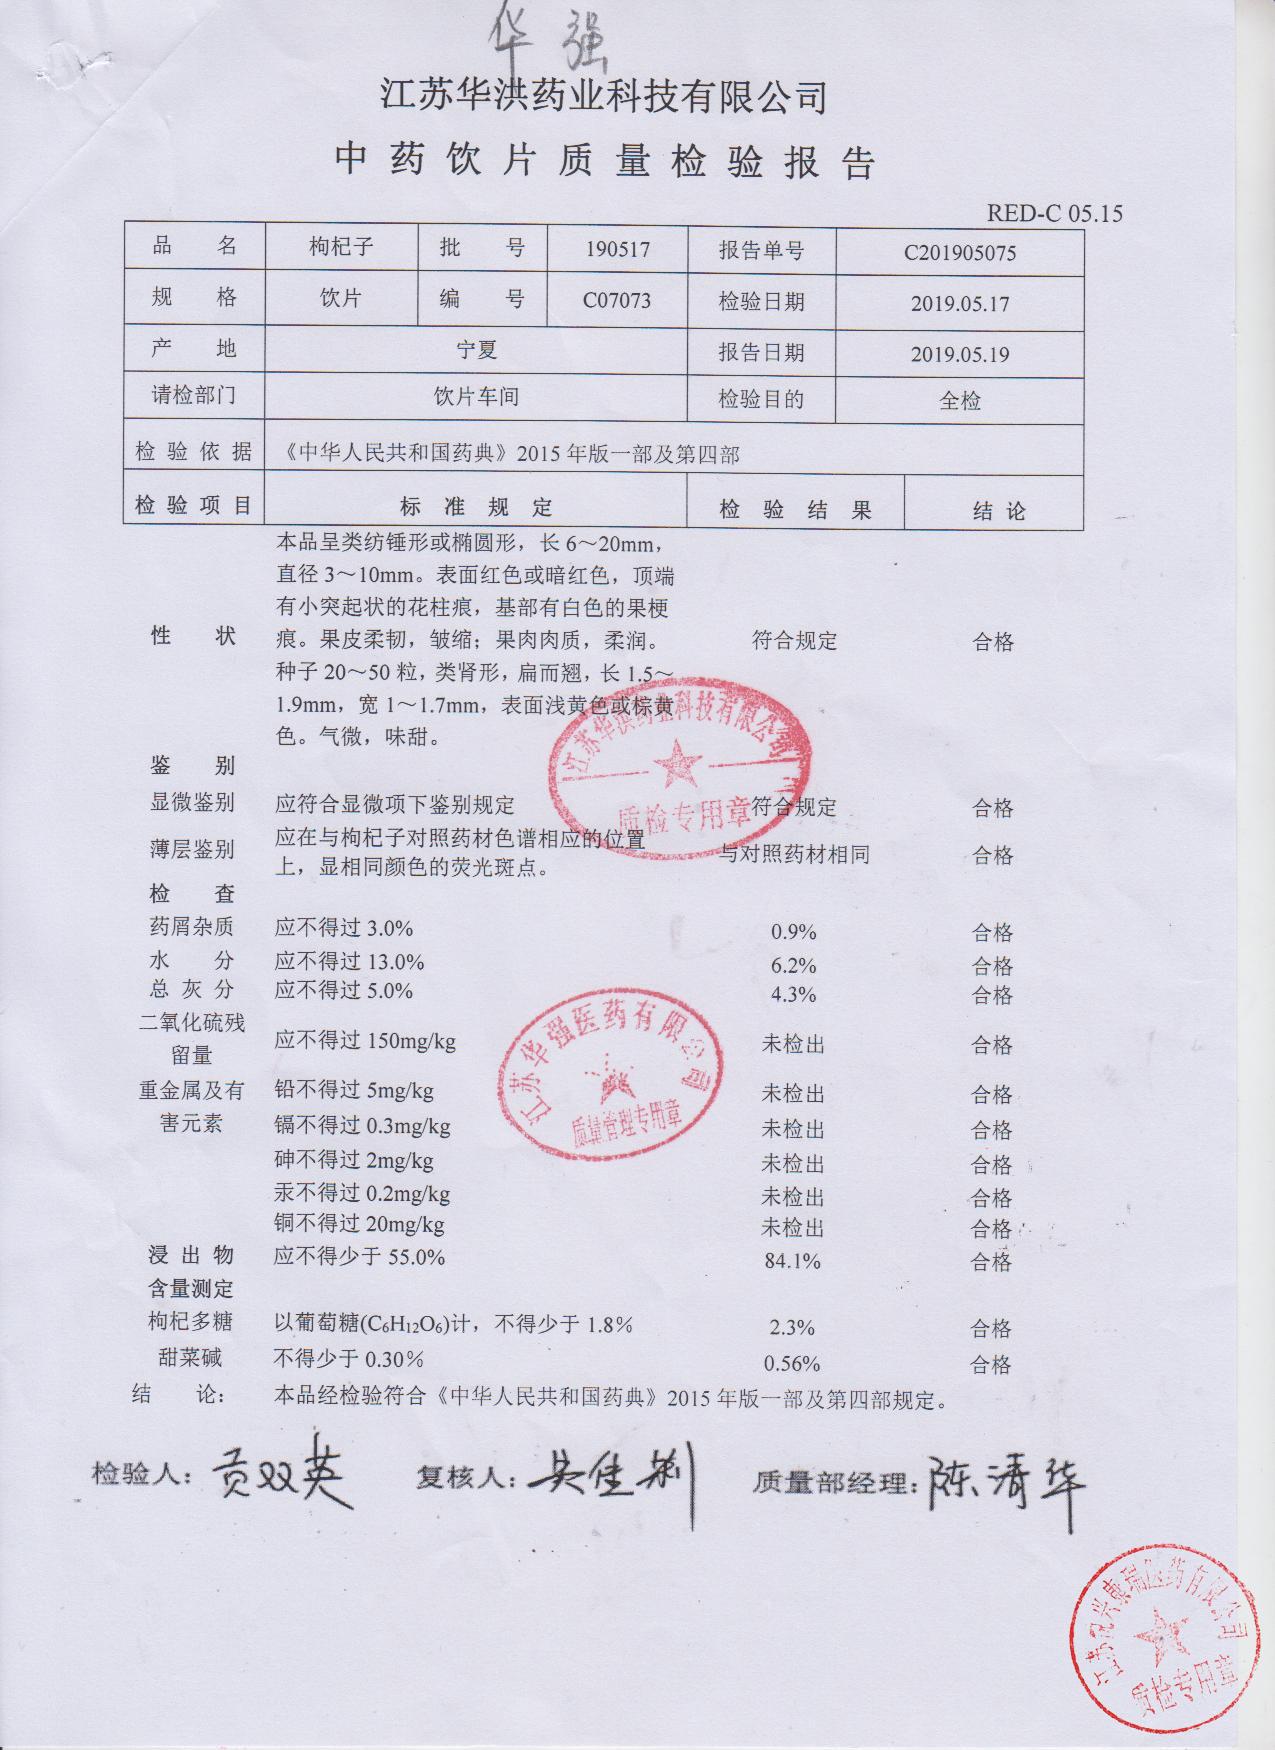 华强
江苏华洪药业科技有限公司
中药饮片质量检验报告
RED-C 05.15
品名 枸杞子 批号 190517 报告单号 C201905075
规格 饮片 编号 C07073 检验日期 2019.05.17
产地 宁夏 报告日期 2019.05.19
请检部门 饮片车间 检验目的 全检
检验依据 《中华人民共和国药典》2015年版一部及第四部
检验项目 标准规定 检验结果 结论
本品呈类纺锤形或椭圆形，长6～20mm，
直径3～10mm。表面红色或暗红色，顶端
有小突起状的花柱痕，基部有白色的果梗
性状 痕。果皮柔韧，皱缩；果肉肉质，柔润。 符合规定 合格
种子20～50粒，类肾形，扁而翘，长1.5～
1.9mm，宽1～1.7mm，表面浅黄色或棕黄
色。气微，味甜。
江苏华洪药业科技有限公司
质检专用章
鉴别
显微鉴别 应符合显微项下鉴别规定 符合规定 合格
薄层鉴别 应在与枸杞子对照药材色谱相应的位置 与对照药材相同 合格
上，显相同颜色的荧光斑点。
检查
药屑杂质 应不得过3.0% 0.9% 合格
水分 应不得过13.0% 6.2% 合格
总灰分 应不得过5.0% 4.3% 合格
二氧化硫残 应不得过150mg/kg 未检出 合格
留量
江苏华强医药有限公司
质量管理专用章
重金属及有 铅不得过5mg/kg 未检出 合格
害元素 镉不得过0.3mg/kg 未检出 合格
砷不得过2mg/kg 未检出 合格
汞不得过0.2mg/kg 未检出 合格
铜不得过20mg/kg 未检出 合格
浸出物 应不得少于55.0% 84.1% 合格
含量测定
枸杞多糖 以葡萄糖(C₆H₁₂O₆)计，不得少于1.8% 2.3% 合格
甜菜碱 不得少于0.30% 0.56% 合格
结论： 本品经检验符合《中华人民共和国药典》2015年版一部及第四部规定。
检验人：贡双英 复核人： 质量部经理：陈清华
质检专用章